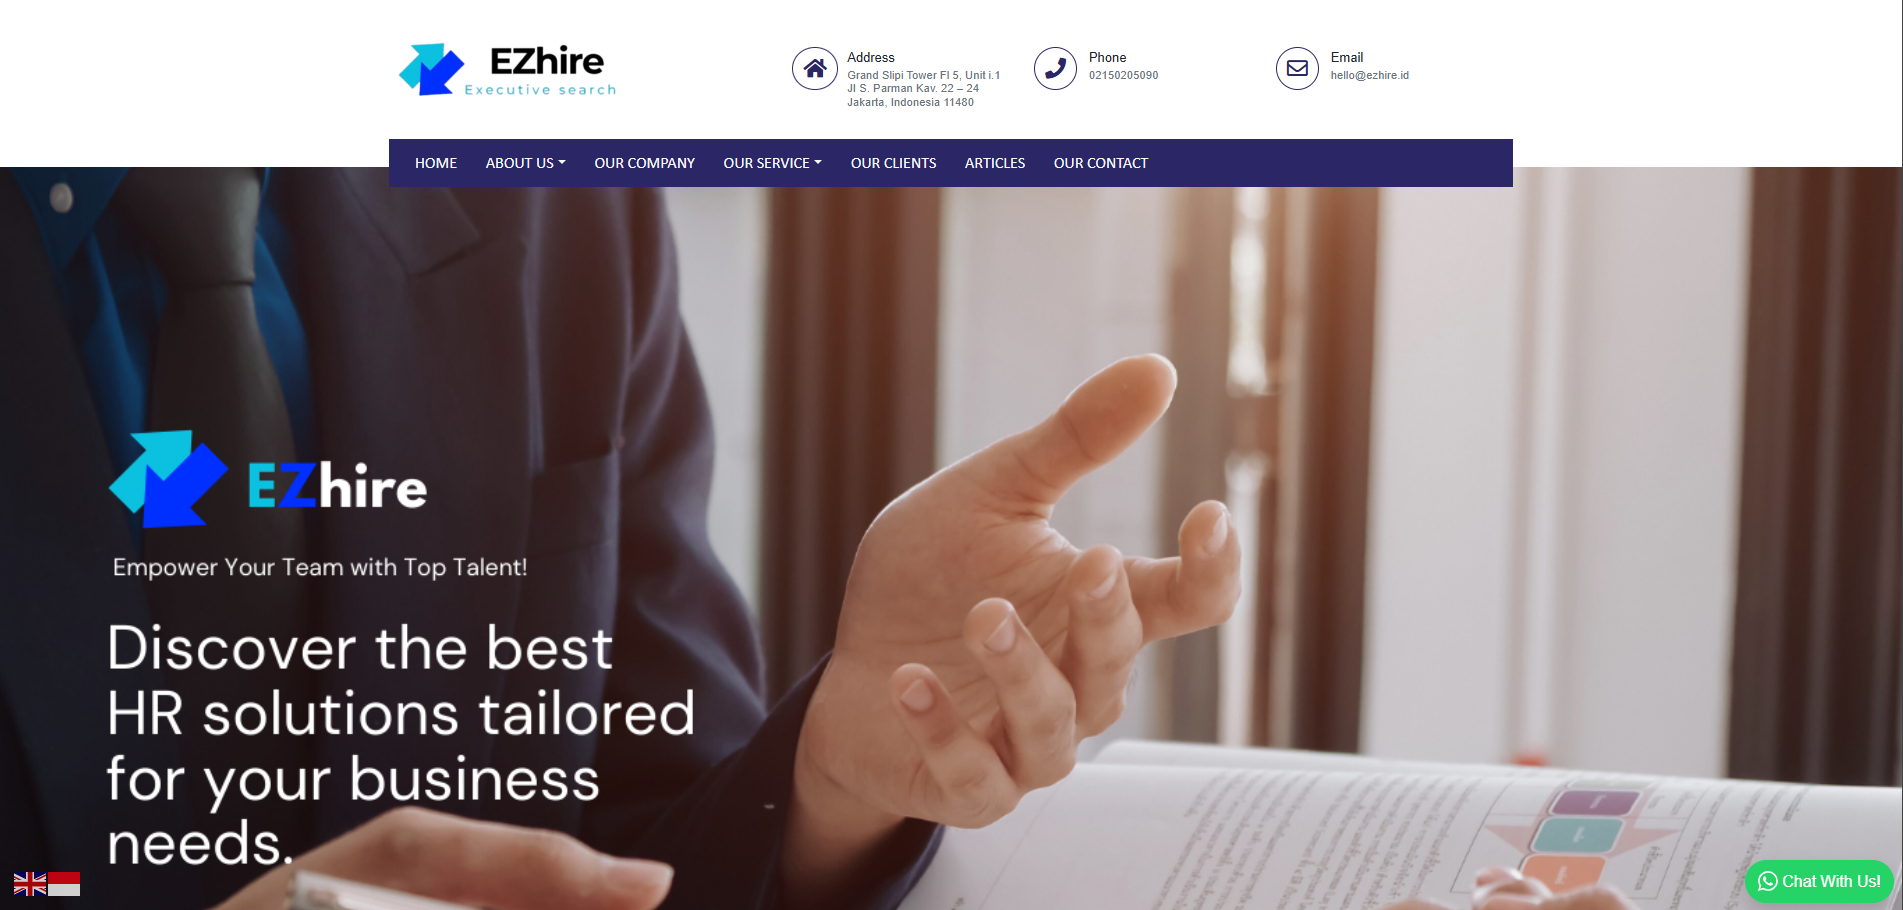 EZhire
Executive search
Address
Grand Slipi Tower Fl 5, Unit i.1
Jl S. Parman Kav. 22 – 24
Jakarta, Indonesia 11480
Phone
02150205090
Email
hello@ezhire.id
HOME
ABOUT US
OUR COMPANY
OUR SERVICE
OUR CLIENTS
ARTICLES
OUR CONTACT
EZhire
Empower Your Team with Top Talent!
Discover the best
HR solutions tailored
for your business
needs.
Chat With Us!